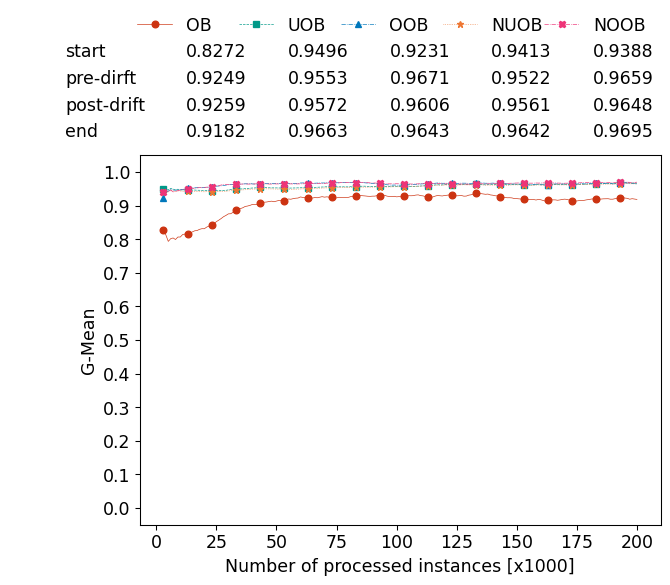 OB UOB OOB NUOB NOOB
start 0.8272 0.9496 0.9231 0.9413 0.9388
pre-dirft 0.9249 0.9553 0.9671 0.9522 0.9659
post-drift 0.9259 0.9572 0.9606 0.9561 0.9648
end 0.9182 0.9663 0.9643 0.9642 0.9695
1.0
0.9
0.8
0.7
0.6
0.5
0.4
0.3
0.2
0.1
0.0
G-Mean
0 25 50 75 100 125 150 175 200
Number of processed instances [x1000]